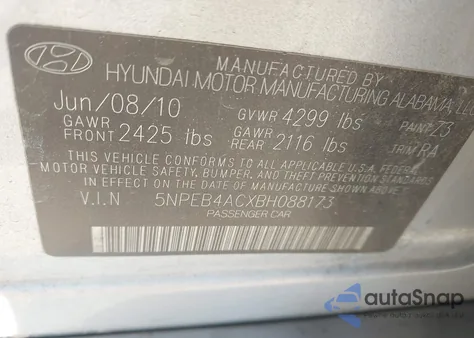 MANUFACTURED BY
HYUNDAI MOTOR MANUFACTURING ALABAMA, LLC
Jun/08/10 GVWR 4299 lbs PAINT Z3
GAWR FRONT 2425 lbs GAWR REAR 2116 lbs TRIM RA
THIS VEHICLE CONFORMS TO ALL APPLICABLE U.S.A. FEDERAL
MOTOR VEHICLE SAFETY, BUMPER, AND THEFT PREVENTION
STANDARDS IN EFFECT ON THE DATE OF MANUFACTURE
SHOWN ABOVE.
V.I.N 5NPEB4ACXBH088173
PASSENGER CAR
autoSnap